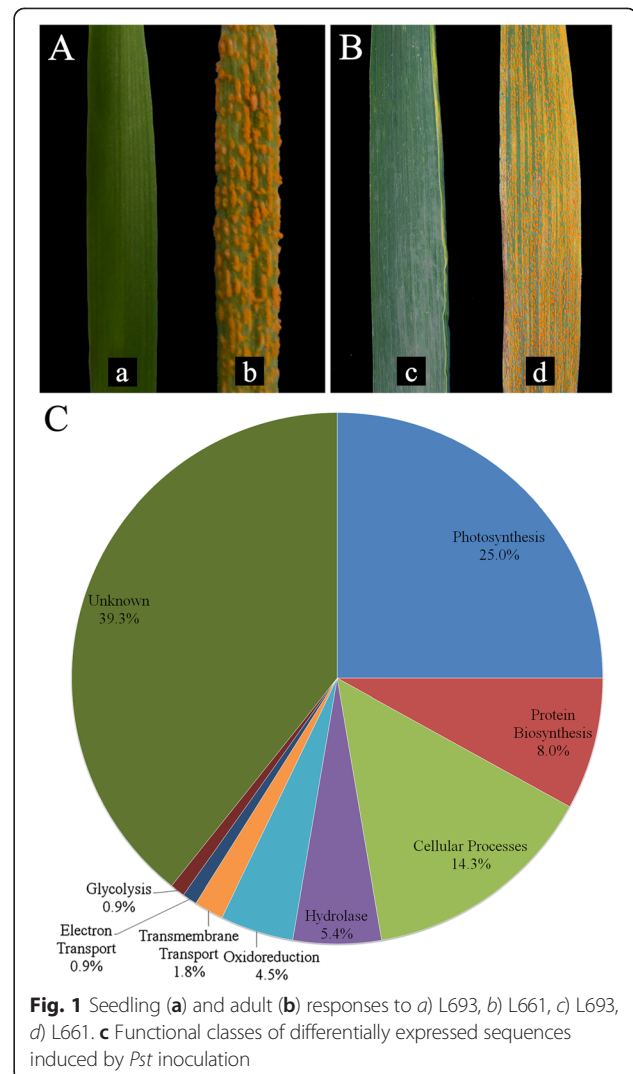 A
B
a
b
c
d
C
Photosynthesis
25.0%
Protein
Biosynthesis
8.0%
Cellular Processes
14.3%
Hydrolase
5.4%
Oxidoreduction
4.5%
Transmembrane
Transport
1.8%
Electron
Transport
0.9%
Glycolysis
0.9%
Unknown
39.3%
Fig. 1 Seedling (a) and adult (b) responses to a) L693, b) L661, c) L693,
d) L661. c Functional classes of differentially expressed sequences
induced by Pst inoculation